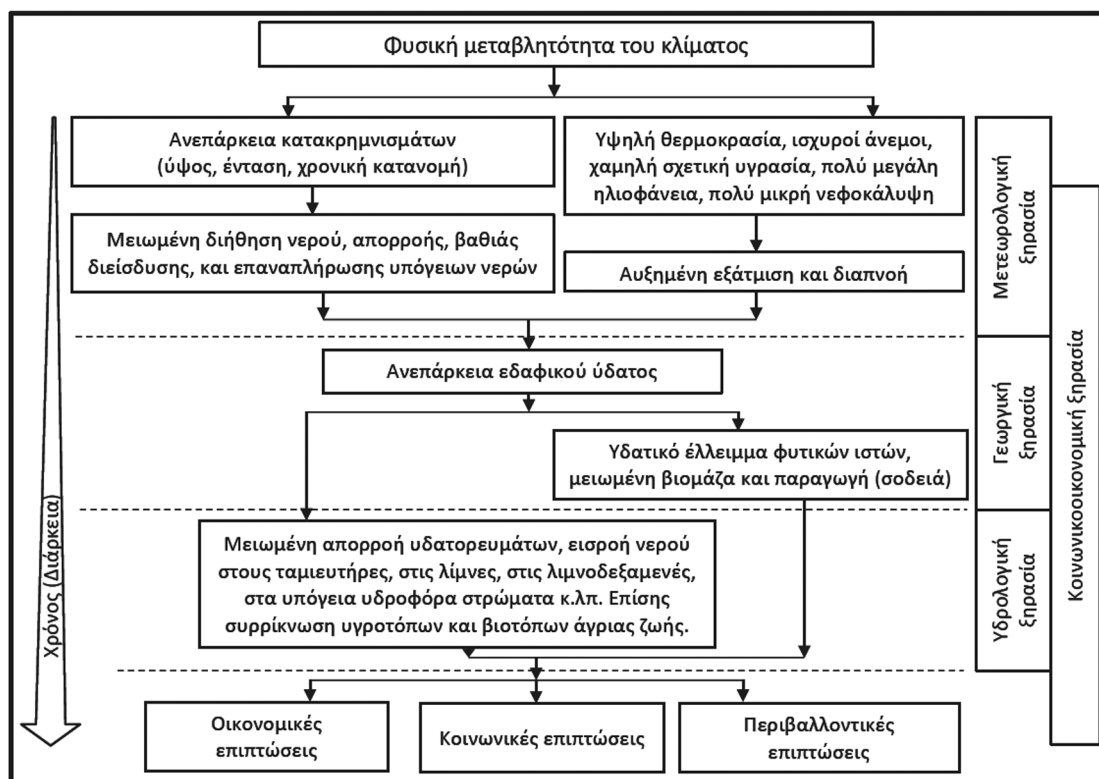 Φυσική μεταβλητότητα του κλίματος
Ανεπάρκεια κατακρημνισμάτων
(ύψος, ένταση, χρονική κατανομή)
Υψηλή θερμοκρασία, ισχυροί άνεμοι,
χαμηλή σχετική υγρασία, πολύ μεγάλη
ηλιοφάνεια, πολύ μικρή νεφοκάλυψη
Μειωμένη διήθηση νερού, απορροής, βαθιάς
διείσδυσης, και επαναπλήρωσης υπόγειων νερών
Αυξημένη εξάτμιση και διαπνοή
Μετεωρολογική
ξηρασία
Ανεπάρκεια εδαφικού ύδατος
Υδατικό έλλειμμα φυτικών ιστών,
μειωμένη βιομάζα και παραγωγή (σοδειά)
Γεωργική
ξηρασία
Μειωμένη απορροή υδατορευμάτων, εισροή νερού
στους ταμιευτήρες, στις λίμνες, στις λιμνοδεξαμενές,
στα υπόγεια υδροφόρα στρώματα κ.λπ. Επίσης
συρρίκνωση υγροτόπων και βιοτόπων άγριας ζωής.
Υδρολογική
ξηρασία
Κοινωνικοοικονομική ξηρασία
Χρόνος (Διάρκεια)
Οικονομικές
επιπτώσεις
Κοινωνικές επιπτώσεις
Περιβαλλοντικές
επιπτώσεις